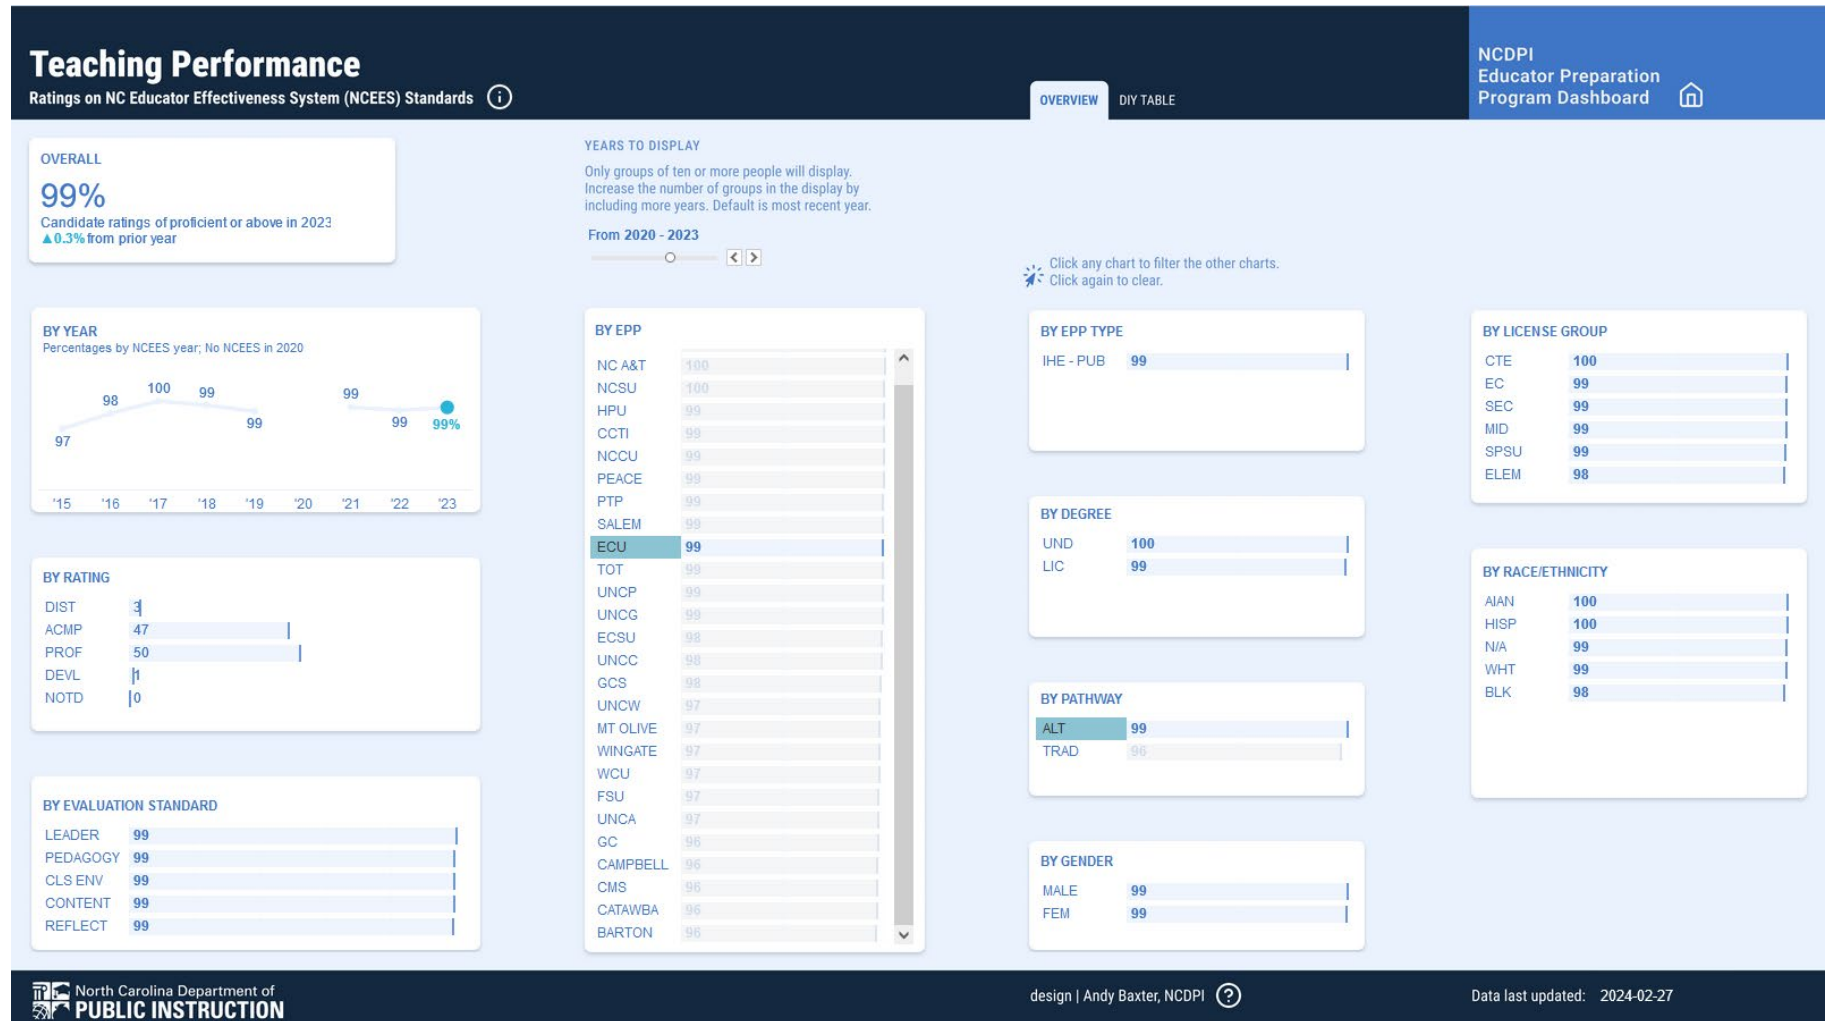 Teaching Performance
Ratings on NC Educator Effectiveness System (NCEES) Standards
OVERVIEW
DIY TABLE
NCDPI
Educator Preparation
Program Dashboard
OVERALL
99%
Candidate ratings of proficient or above in 2023
▲0.3% from prior year
YEARS TO DISPLAY
Only groups of ten or more people will display.
Increase the number of groups in the display by
including more years. Default is most recent year.
From 2020 - 2023
Click any chart to filter the other charts.
Click again to clear.
BY YEAR
Percentages by NCEES year; No NCEES in 2020
97 98 100 99 99 99 99 99%
'15 '16 '17 '18 '19 '20 '21 '22 '23
BY RATING
DIST 3
ACMP 47
PROF 50
DEVL 1
NOTD 0
BY EVALUATION STANDARD
LEADER 99
PEDAGOGY 99
CLS ENV 99
CONTENT 99
REFLECT 99
BY EPP
NC A&T 100
NCSU 100
HPU 99
CCTI 99
NCCU 99
PEACE 99
PTP 99
SALEM 99
ECU 99
TOT 99
UNCP 99
UNCG 99
ECSU 98
UNCC 98
GCS 98
UNCW 97
MT OLIVE 97
WINGATE 97
WCU 97
FSU 97
UNCA 97
GC 96
CAMPBELL 96
CMS 96
CATAWBA 96
BARTON 96
BY EPP TYPE
IHE - PUB 99
BY DEGREE
UND 100
LIC 99
BY PATHWAY
ALT 99
TRAD 96
BY GENDER
MALE 99
FEM 99
BY LICENSE GROUP
CTE 100
EC 99
SEC 99
MID 99
SPSU 99
ELEM 98
BY RACE/ETHNICITY
AIAN 100
HISP 100
N/A 99
WHT 99
BLK 98
North Carolina Department of
PUBLIC INSTRUCTION
design | Andy Baxter, NCDPI
Data last updated: 2024-02-27